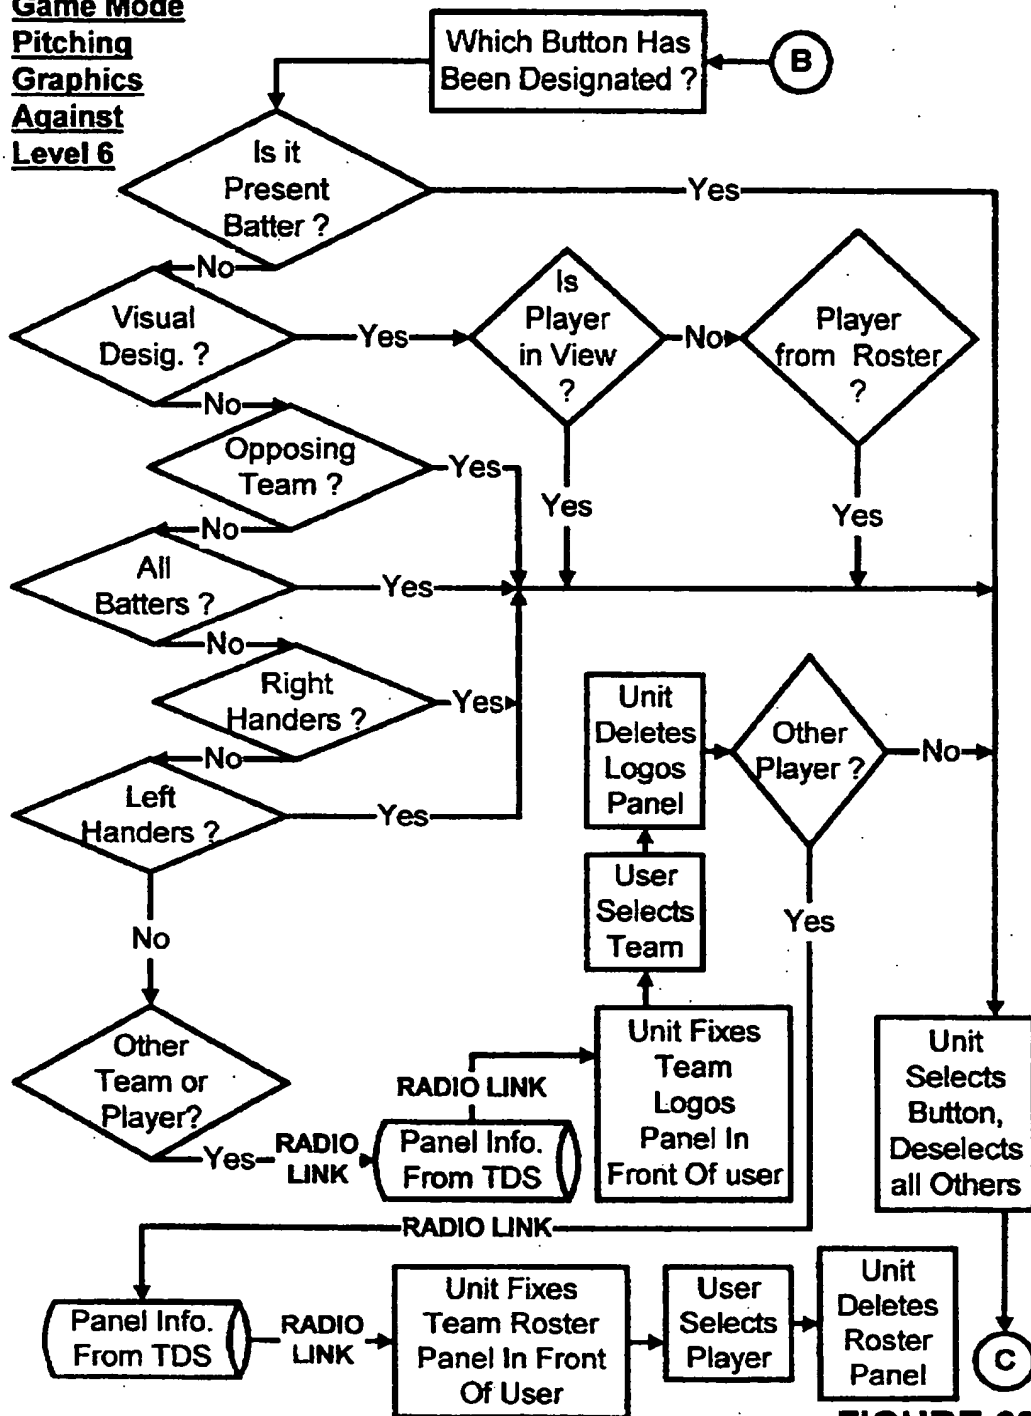 Game Mode
Pitching
Graphics
Against
Level 6
Which Button Has
Been Designated ?
B
Is it
Present
Batter ?
Yes
No
Visual
Desig. ?
Yes
Is
Player
in View
?
No
Player
from Roster
?
No
Opposing
Team ?
Yes
Yes
Yes
No
All
Batters ?
Yes
No
Right
Handers ?
Yes
Unit
Deletes
Logos
Panel
Other
Player ?
No
No
Left
Handers ?
Yes
User
Selects
Team
Yes
No
Other
Team or
Player?
Yes
RADIO
LINK
Panel Info.
From TDS
RADIO LINK
Unit Fixes
Team
Logos
Panel In
Front Of user
Unit
Selects
Button,
Deselects
all Others
RADIO LINK
Panel Info.
From TDS
RADIO
LINK
Unit Fixes
Team Roster
Panel In Front
Of User
User
Selects
Player
Unit
Deletes
Roster
Panel
C